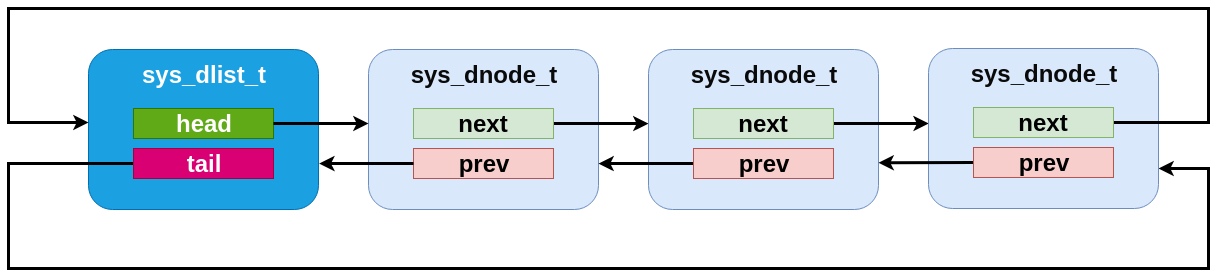 sys_dlist_t
head
tail
sys_dnode_t
next
prev
sys_dnode_t
next
prev
sys_dnode_t
next
prev